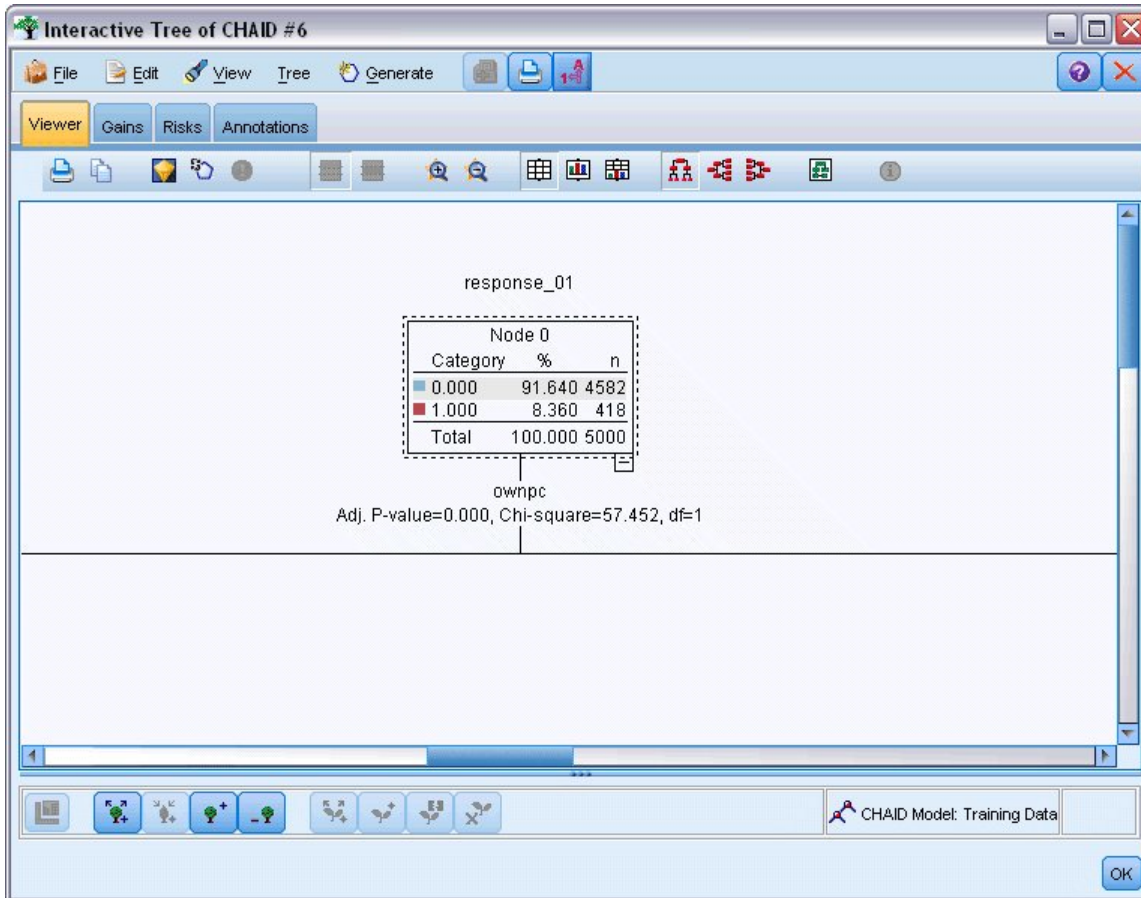 Interactive Tree of CHAID #6
File Edit View Tree Generate
Viewer Gains Risks Annotations
response_01
Node 0
Category % n
0.000 91.640 4582
1.000 8.360 418
Total 100.000 5000
ownpc
Adj. P-value=0.000, Chi-square=57.452, df=1
CHAID Model: Training Data
OK